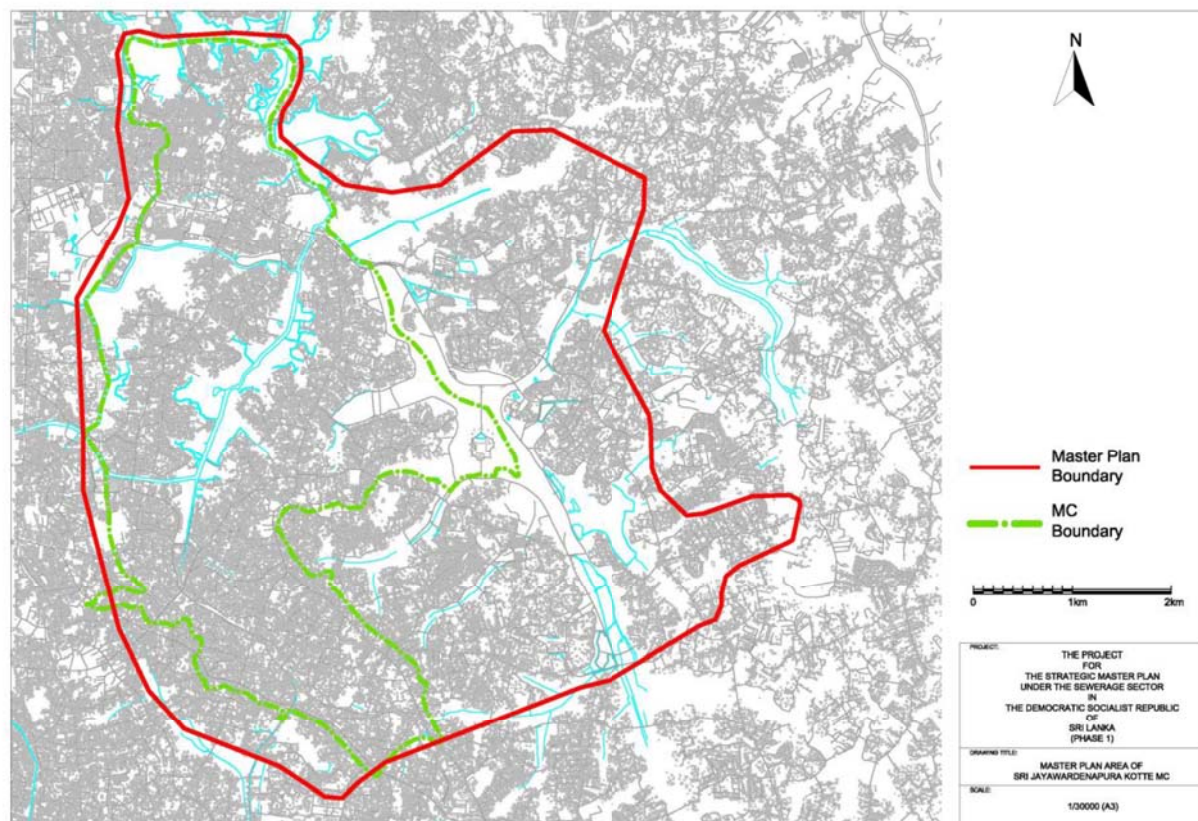 N
Master Plan
Boundary
MC
Boundary
0 1km 2km
PROJECT:
THE PROJECT
FOR
THE STRATEGIC MASTER PLAN
UNDER THE SEWERAGE SECTOR
IN
THE DEMOCRATIC SOCIALIST REPUBLIC
OF
SRI LANKA
(PHASE 1)
DRAWING TITLE:
MASTER PLAN AREA OF
SRI JAYAWARDENAPURA KOTTE MC
SCALE:
1/30000 (A3)